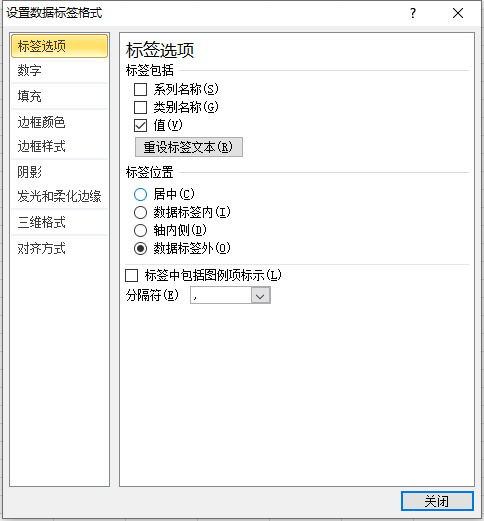 设置数据标签格式
?
标签选项
数字
填充
边框颜色
边框样式
阴影
发光和柔化边缘
三维格式
对齐方式
标签选项
标签包括
系列名称(S)
类别名称(G)
值(V)
重设标签文本(R)
标签位置
居中(C)
数据标签内(I)
轴内侧(D)
数据标签外(O)
标签中包括图例项标示(L)
分隔符(E) ,
关闭